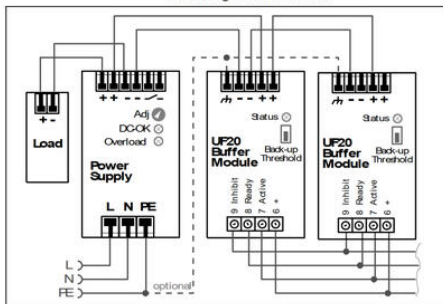 + + - -
- - + +
- - + +
+ -
Load
Adj
DC-OK
Overload
Power
Supply
L N PE
Status
UF20
Buffer
Module
Back-up
Threshold
9 Inhibit
8 Ready
7 Active
6 +
Status
UF20
Buffer
Module
Back-up
Threshold
9 Inhibit
8 Ready
7 Active
6 +
L
N
PE
optional